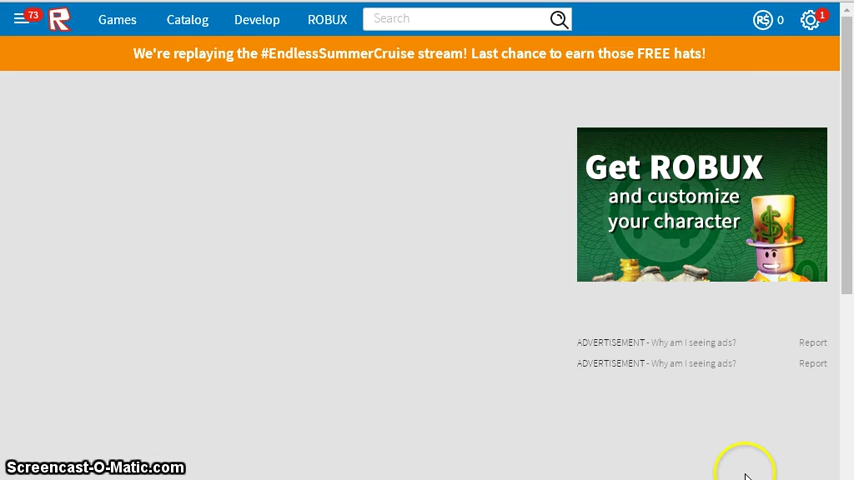 73 R Games Catalog Develop ROBUX Search R$ 0 1
We're replaying the #EndlessSummerCruise stream! Last chance to earn those FREE hats!
Get ROBUX
and customize
your character
ADVERTISEMENT - Why am I seeing ads? Report
ADVERTISEMENT - Why am I seeing ads? Report
Screencast-O-Matic.com